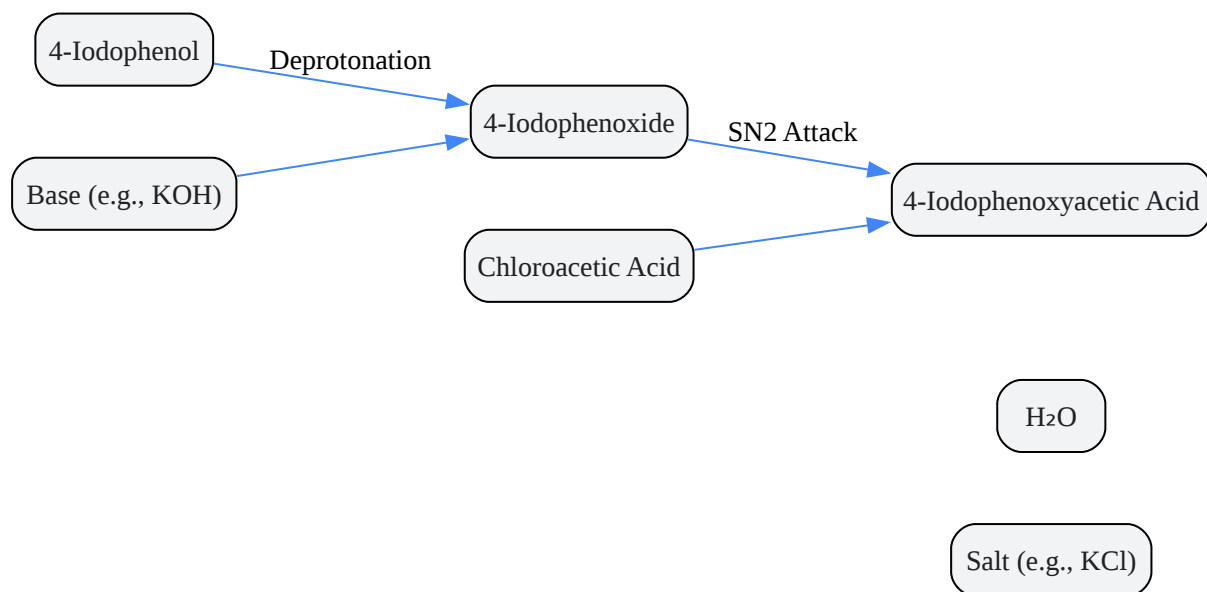 4-Iodophenol
Deprotonation
Base (e.g., KOH)
4-Iodophenoxide
SN2 Attack
Chloroacetic Acid
4-Iodophenoxyacetic Acid
H₂O
Salt (e.g., KCl)